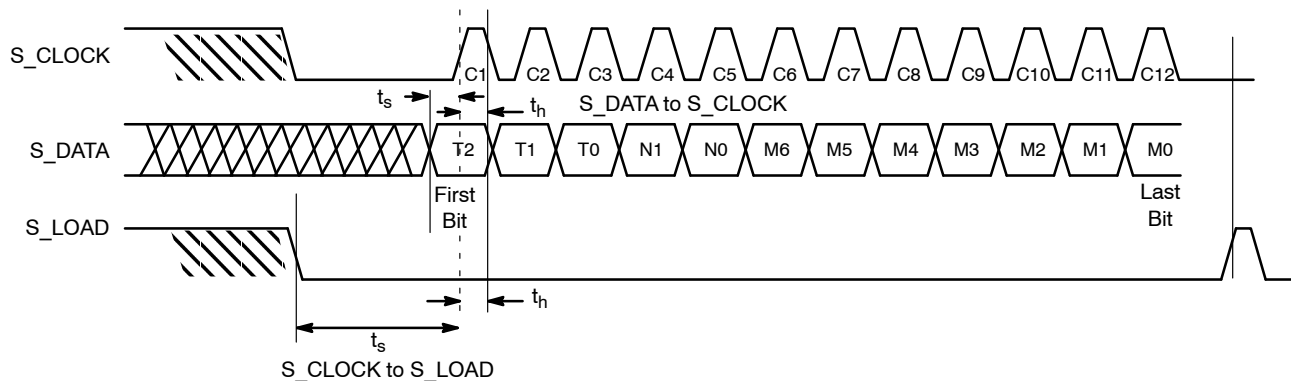 S_CLOCK
C1 C2 C3 C4 C5 C6 C7 C8 C9 C10 C11 C12
ts
th
S_DATA to S_CLOCK
S_DATA
T2 T1 T0 N1 N0 M6 M5 M4 M3 M2 M1 M0
First
Bit
Last
Bit
S_LOAD
th
ts
S_CLOCK to S_LOAD